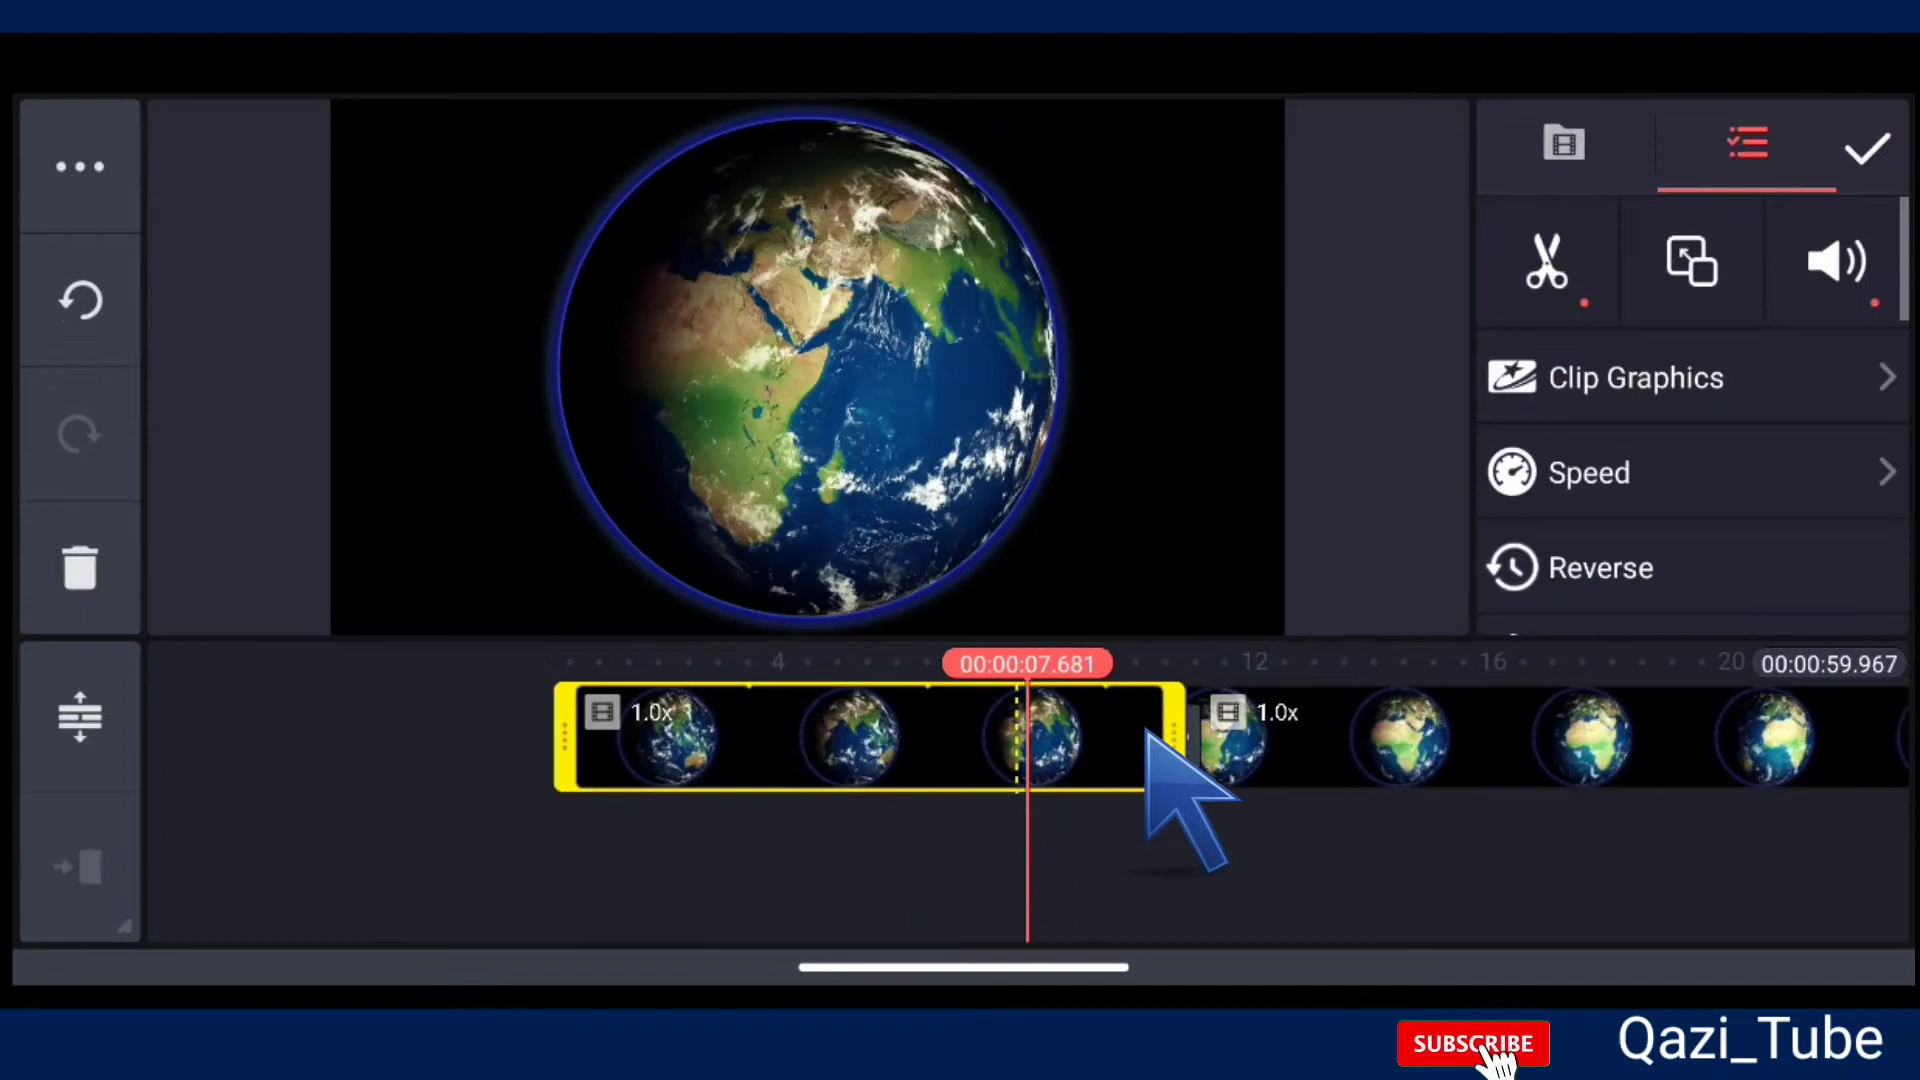 Clip Graphics
Speed
Reverse
4
00:00:07.681
12
16
20
00:00:59.967
1.0x
1.0x
SUBSCRIBE
Qazi_Tube